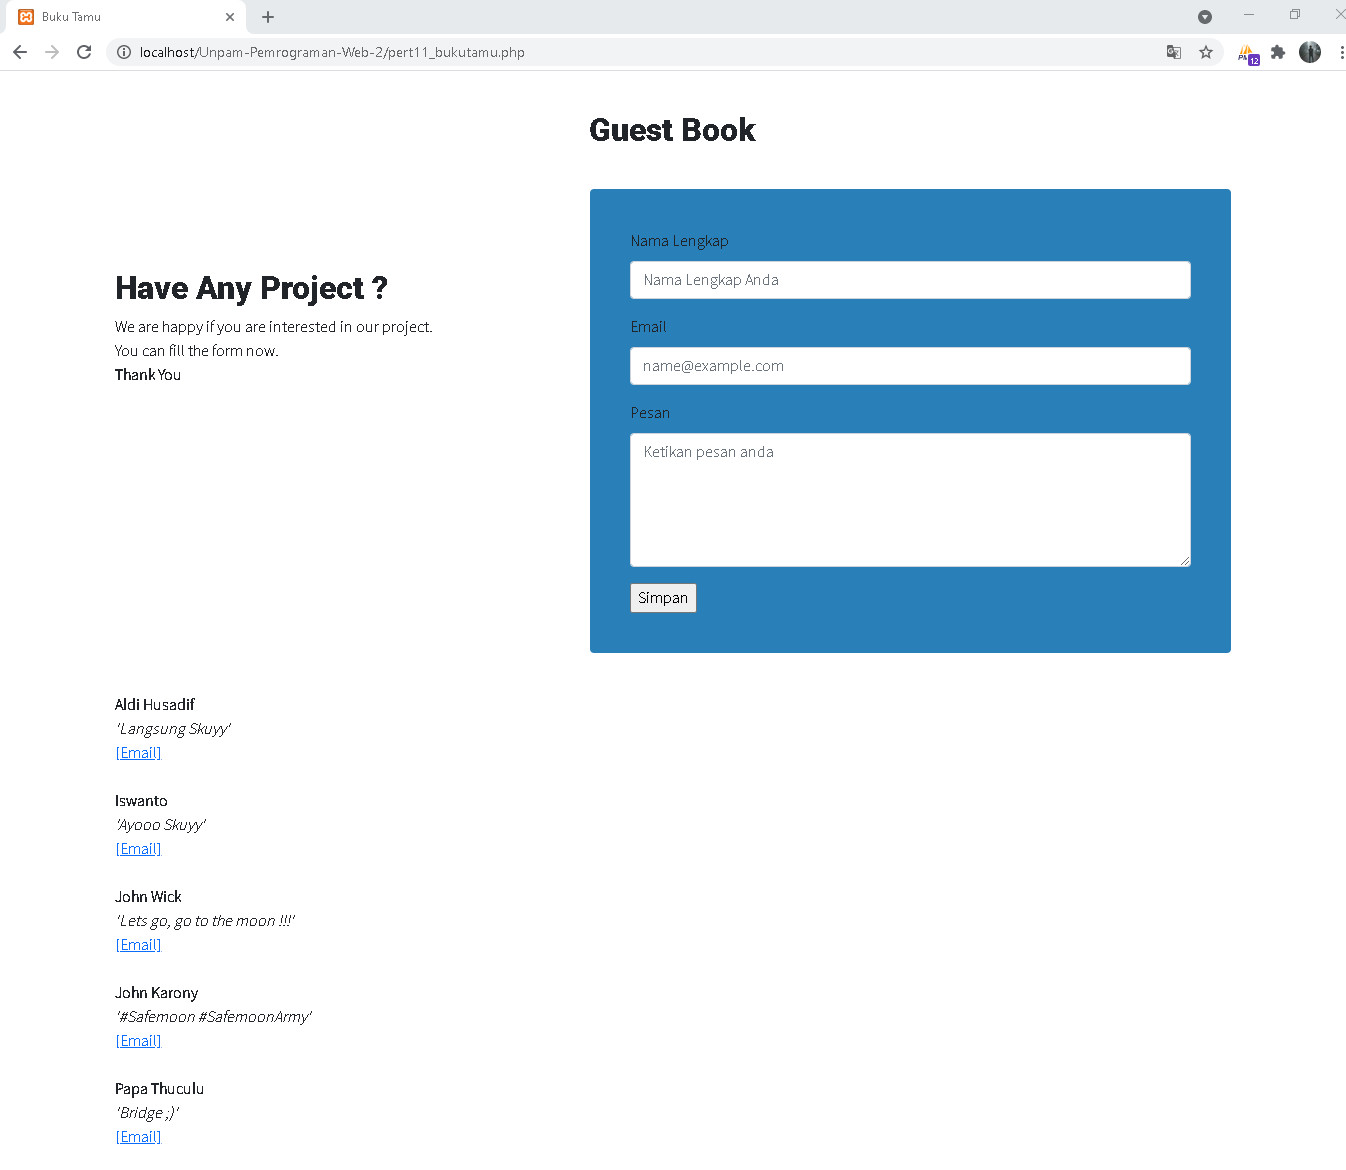 Buku Tamu
localhost/Unpam-Pemrograman-Web-2/pert11_bukutamu.php
12
Guest Book
Have Any Project ?
We are happy if you are interested in our project.
You can fill the form now.
Thank You
Nama Lengkap
Nama Lengkap Anda
Email
name@example.com
Pesan
Ketikan pesan anda
Simpan
Aldi Husadif
'Langsung Skuyy'
[Email]
Iswanto
'Ayooo Skuyy'
[Email]
John Wick
'Lets go, go to the moon !!!'
[Email]
John Karony
'#Safemoon #SafemoonArmy'
[Email]
Papa Thuculu
'Bridge ;)'
[Email]